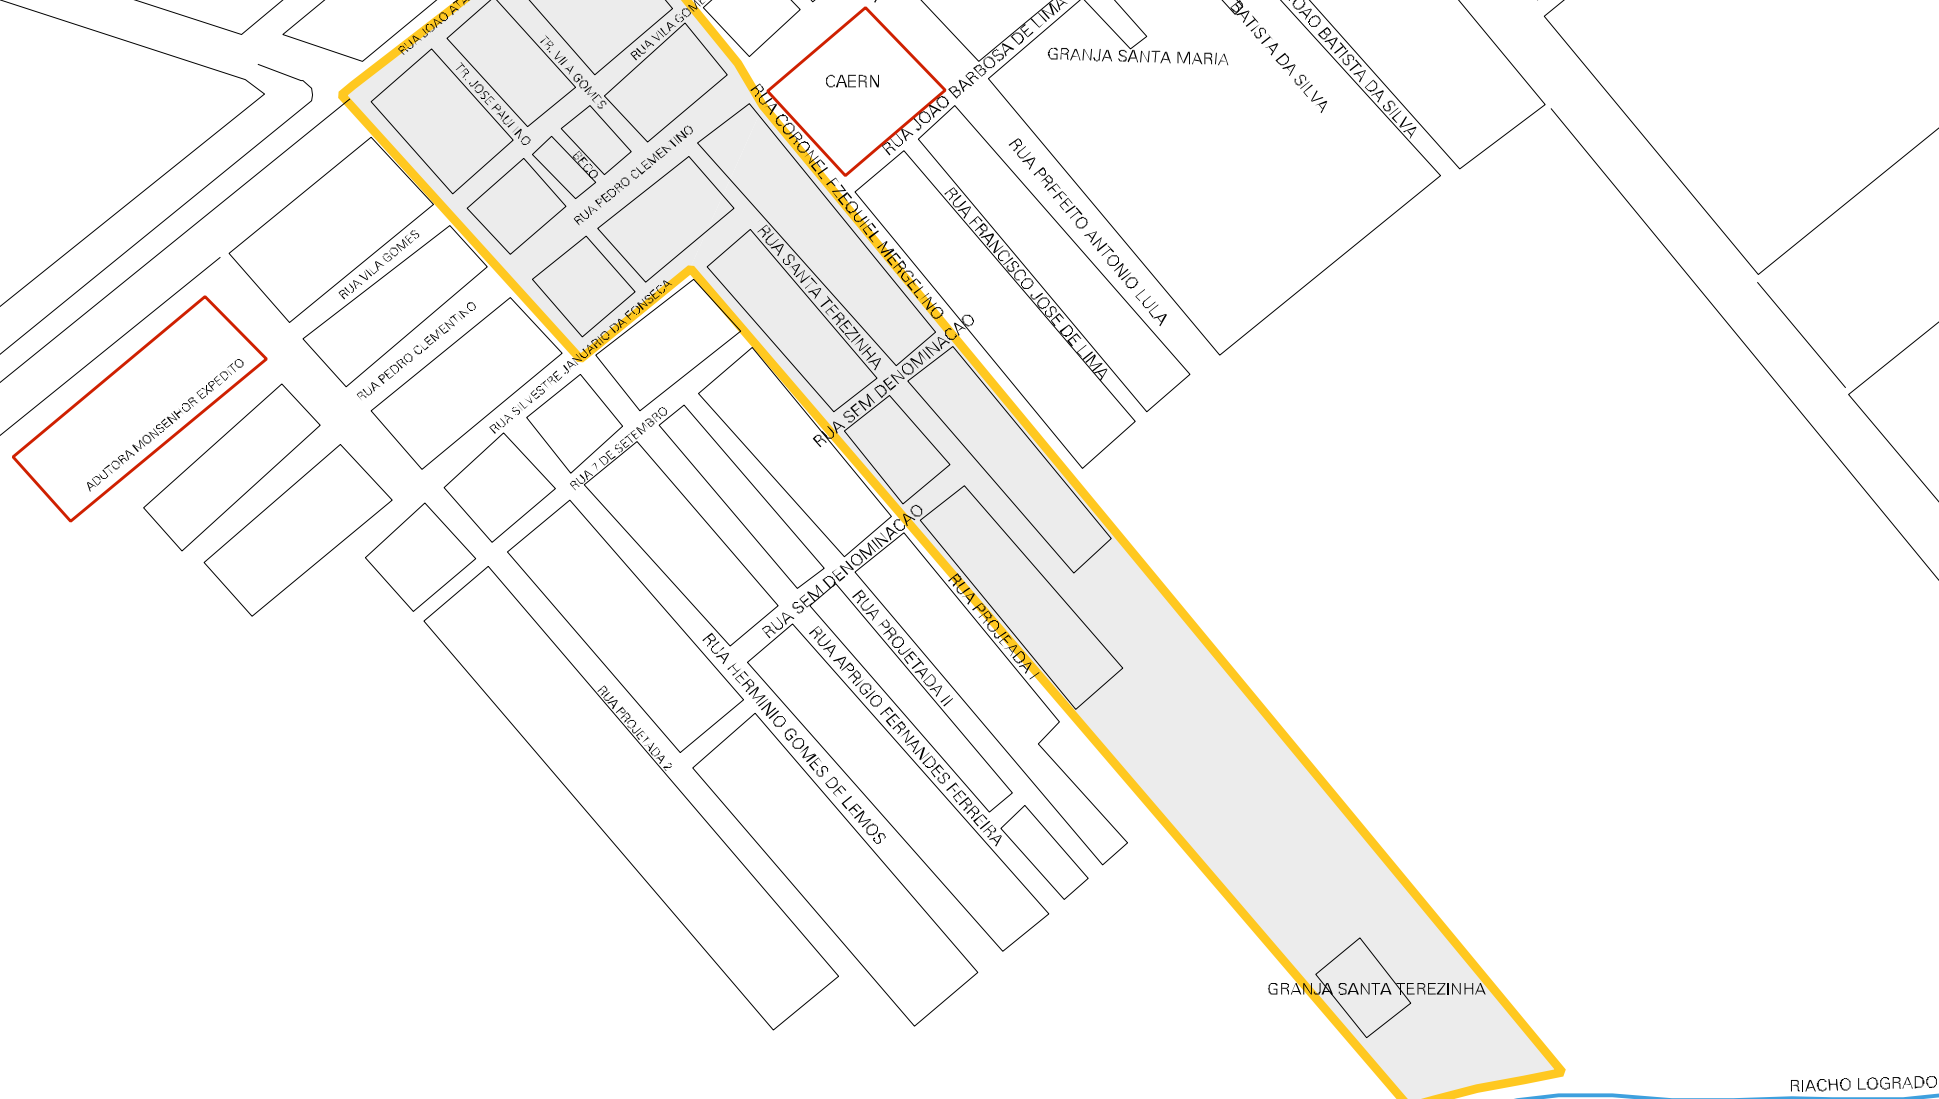 RUA JOAO ATA
TR. VILA GOMES
RUA VILA GOME
TR. JOSE PAULINO
BECO
RUA PEDRO CLEMENTINO
CAERN
RUA JOAO BARBOSA DE LIMA
GRANJA SANTA MARIA
BATISTA DA SILVA
JOAO BATISTA DA SILVA
RUA CORONEL EZEQUIEL MERGELINO
RUA PREFEITO ANTONIO LULA
RUA FRANCISCO JOSE DE LIMA
RUA SANTA TEREZINHA
RUA VILA GOMES
RUA PEDRO CLEMENTINO
RUA SILVESTRE JANUARIO DA FONSECA
ADUTORA MONSENHOR EXPEDITO
RUA SEM DENOMINACAO
RUA 7 DE SETEMBRO
RUA SEM DENOMINACAO
RUA PROJEADA I
RUA PROJETADA II
RUA APRIGIO FERNANDES FERREIRA
RUA HERMINIO GOMES DE LEMOS
RUA PROJETADA 2
GRANJA SANTA TEREZINHA
RIACHO LOGRADO